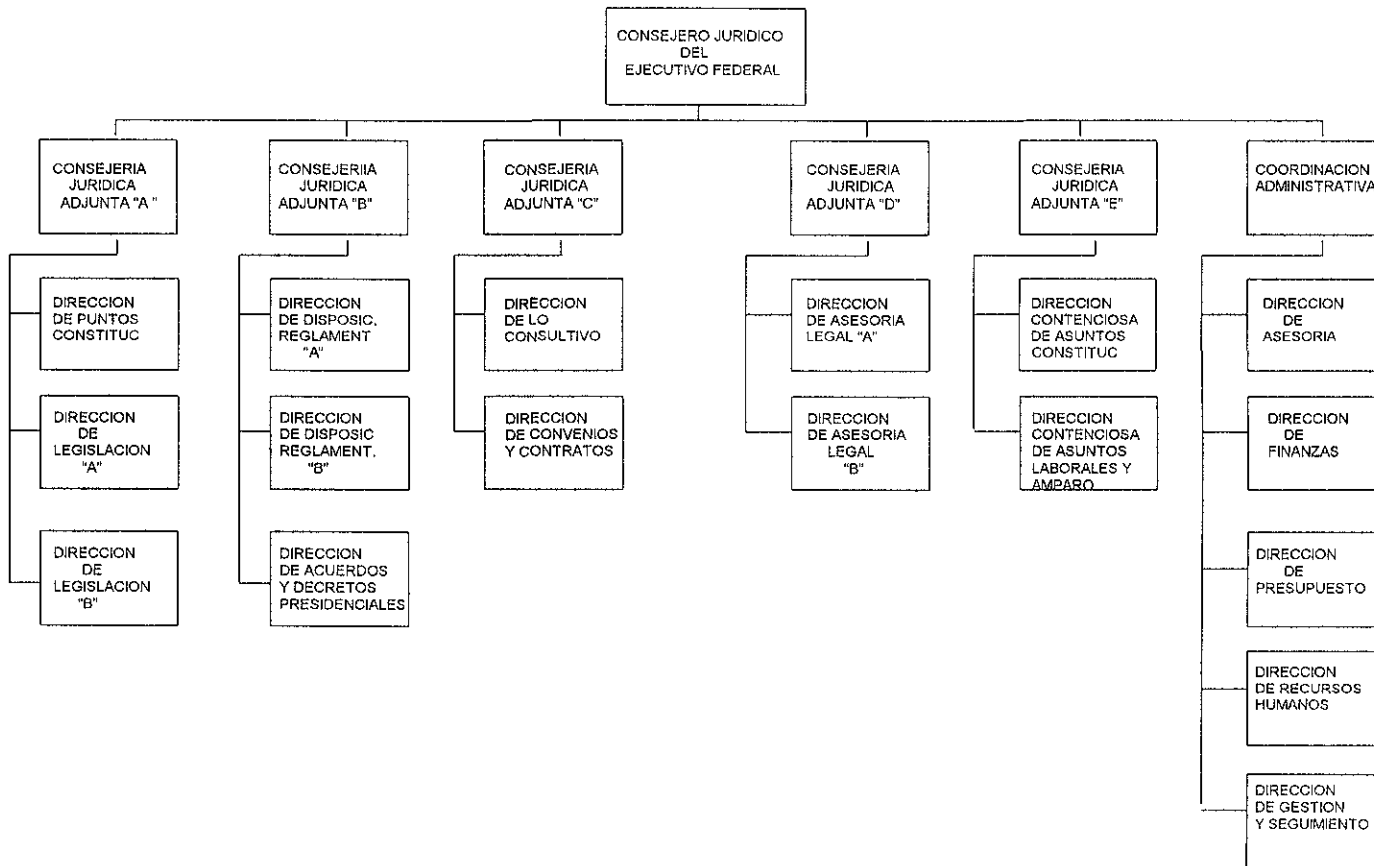 CONSEJERO JURIDICO
DEL
EJECUTIVO FEDERAL
CONSEJERIA
JURIDICA
ADJUNTA "A "
CONSEJERIIA
JURIDICA
ADJUNTA "B"
CONSEJERIA
JURIDICA
ADJUNTA "C"
CONSEJERIA
JURIDICA
ADJUNTA "D"
CONSEJERIA
JURIDICA
ADJUNTA "E"
COORDINACION
ADMINISTRATIVA
DIRECCION
DE PUNTOS
CONSTITUC
DIRECCION
DE
LEGISLACION
"A"
DIRECCION
DE
LEGISLACION
"B"
DIRECCION
DE DISPOSIC.
REGLAMENT
"A"
DIRECCION
DE DISPOSIC
REGLAMENT.
"B"
DIRECCION
DE ACUERDOS
Y DECRETOS
PRESIDENCIALES
DIRECCION
DE LO
CONSULTIVO
DIRECCION
DE CONVENIOS
Y CONTRATOS
DIRECCION
DE ASESORIA
LEGAL "A"
DIRECCION
DE ASESORIA
LEGAL
"B"
DIRECCION
CONTENCIOSA
DE ASUNTOS
CONSTITUC
DIRECCION
CONTENCIOSA
DE ASUNTOS
LABORALES Y
AMPARO
DIRECCION
DE
ASESORIA
DIRECCION
DE
FINANZAS
DIRECCION
DE
PRESUPUESTO
DIRECCION
DE RECURSOS
HUMANOS
DIRECCION
DE GESTION
Y SEGUIMIENTO